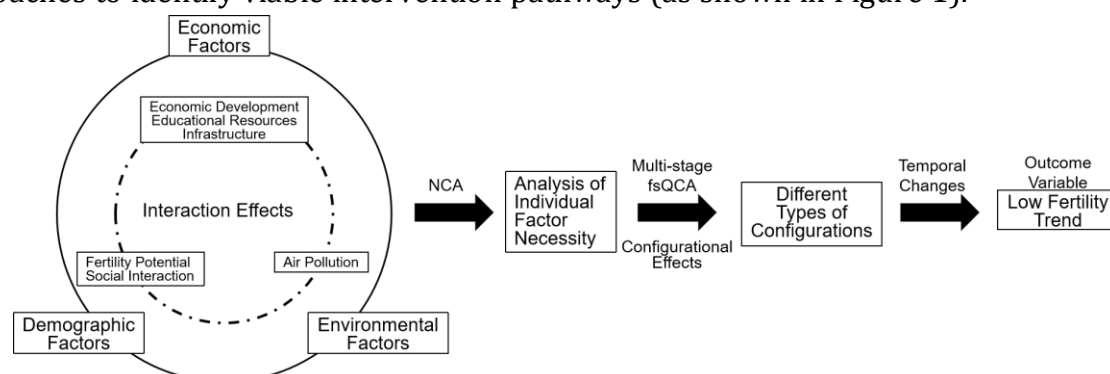 oaches to identify viable intervention pathways (as shown in Figure 1).
Economic
Factors
Economic Development
Educational Resources
Infrastructure
Interaction Effects
Fertility Potential
Social Interaction
Air Pollution
Demographic
Factors
Environmental
Factors
NCA
Analysis of
Individual
Factor
Necessity
Multi-stage
fsQCA
Configurational
Effects
Different
Types of
Configurations
Temporal
Changes
Outcome
Variable
Low Fertility
Trend